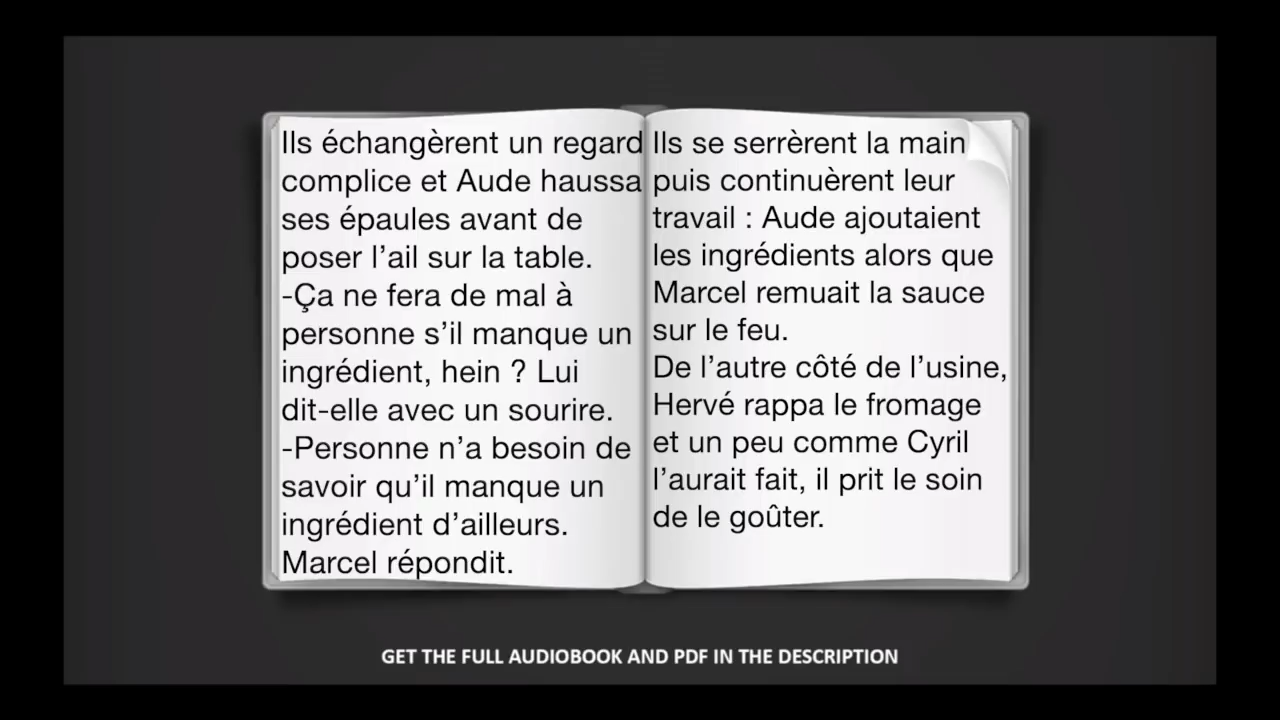 Ils échangèrent un regard
complice et Aude haussa
ses épaules avant de
poser l’ail sur la table.
-Ça ne fera de mal à
personne s’il manque un
ingrédient, hein ? Lui
dit-elle avec un sourire.
-Personne n’a besoin de
savoir qu’il manque un
ingrédient d’ailleurs.
Marcel répondit.
Ils se serrèrent la main
puis continuèrent leur
travail : Aude ajoutaient
les ingrédients alors que
Marcel remuait la sauce
sur le feu.
De l’autre côté de l’usine,
Hervé rappa le fromage
et un peu comme Cyril
l’aurait fait, il prit le soin
de le goûter.
GET THE FULL AUDIOBOOK AND PDF IN THE DESCRIPTION